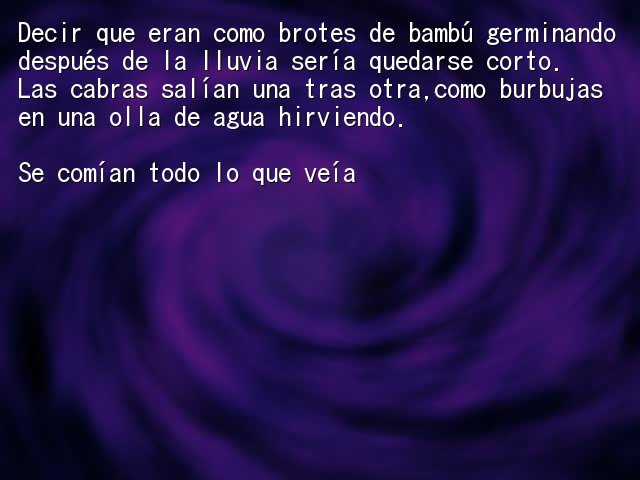 Decir que eran como brotes de bambú germinando
después de la lluvia sería quedarse corto.
Las cabras salían una tras otra,como burbujas
en una olla de agua hirviendo.
Se comían todo lo que veía